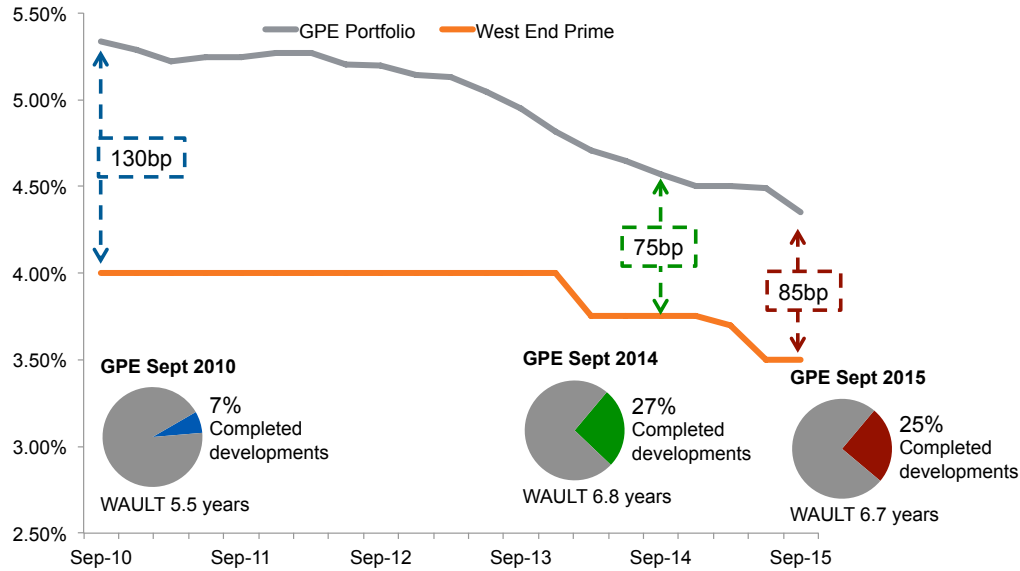 5.50%
GPE Portfolio
West End Prime
5.00%
130bp
4.50%
75bp
4.00%
85bp
3.50%
GPE Sept 2010
7%
Completed
developments
WAULT 5.5 years
GPE Sept 2014
27%
Completed
developments
WAULT 6.8 years
GPE Sept 2015
25%
Completed
developments
WAULT 6.7 years
3.00%
2.50%
Sep-10
Sep-11
Sep-12
Sep-13
Sep-14
Sep-15